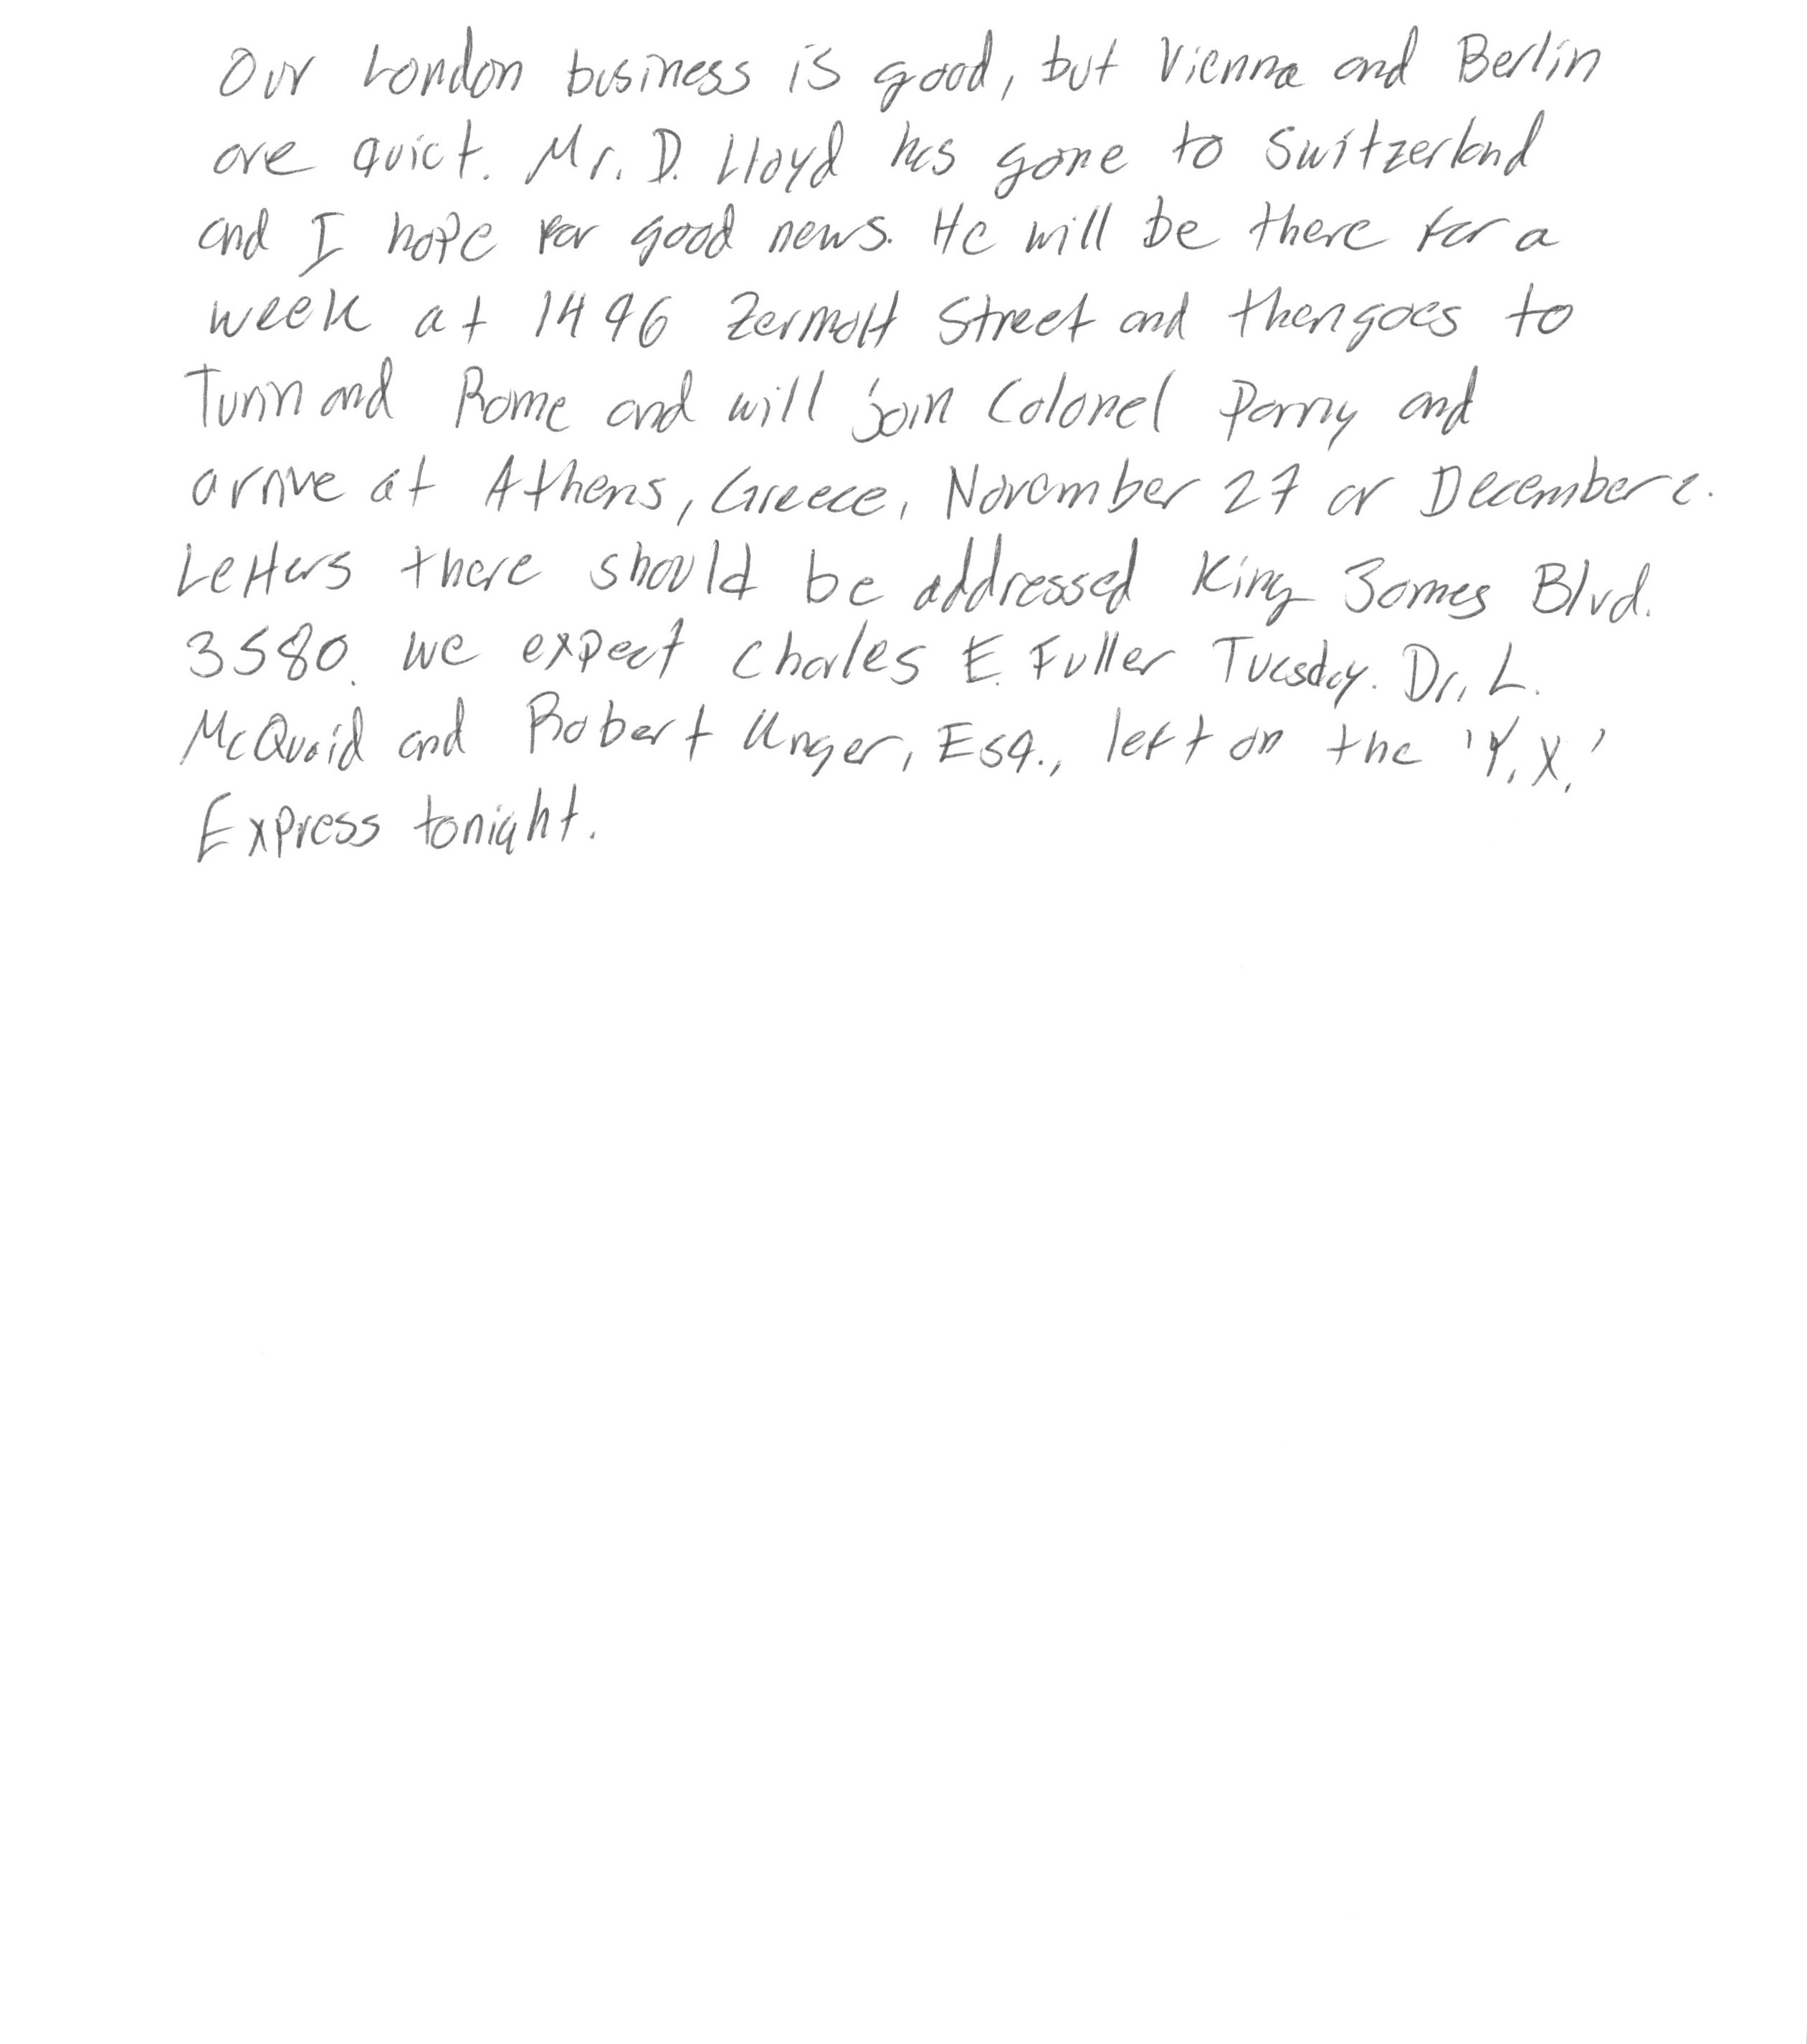 Our London business is good, but Vienna and Berlin
are quiet. Mr. D. Lloyd has gone to Switzerland
and I hope for good news. He will be there for a
week at 1496 Zermatt Street and then goes to
Turin and Rome and will join Colonel Parry and
arrive at Athens, Greece, November 27 or December 2.
Letters there should be addressed King James Blvd.
3580. We expect Charles E. Fuller Tuesday. Dr. L.
McQuaid and Robert Unger, Esq., left on the 'Y.X.'
Express tonight.